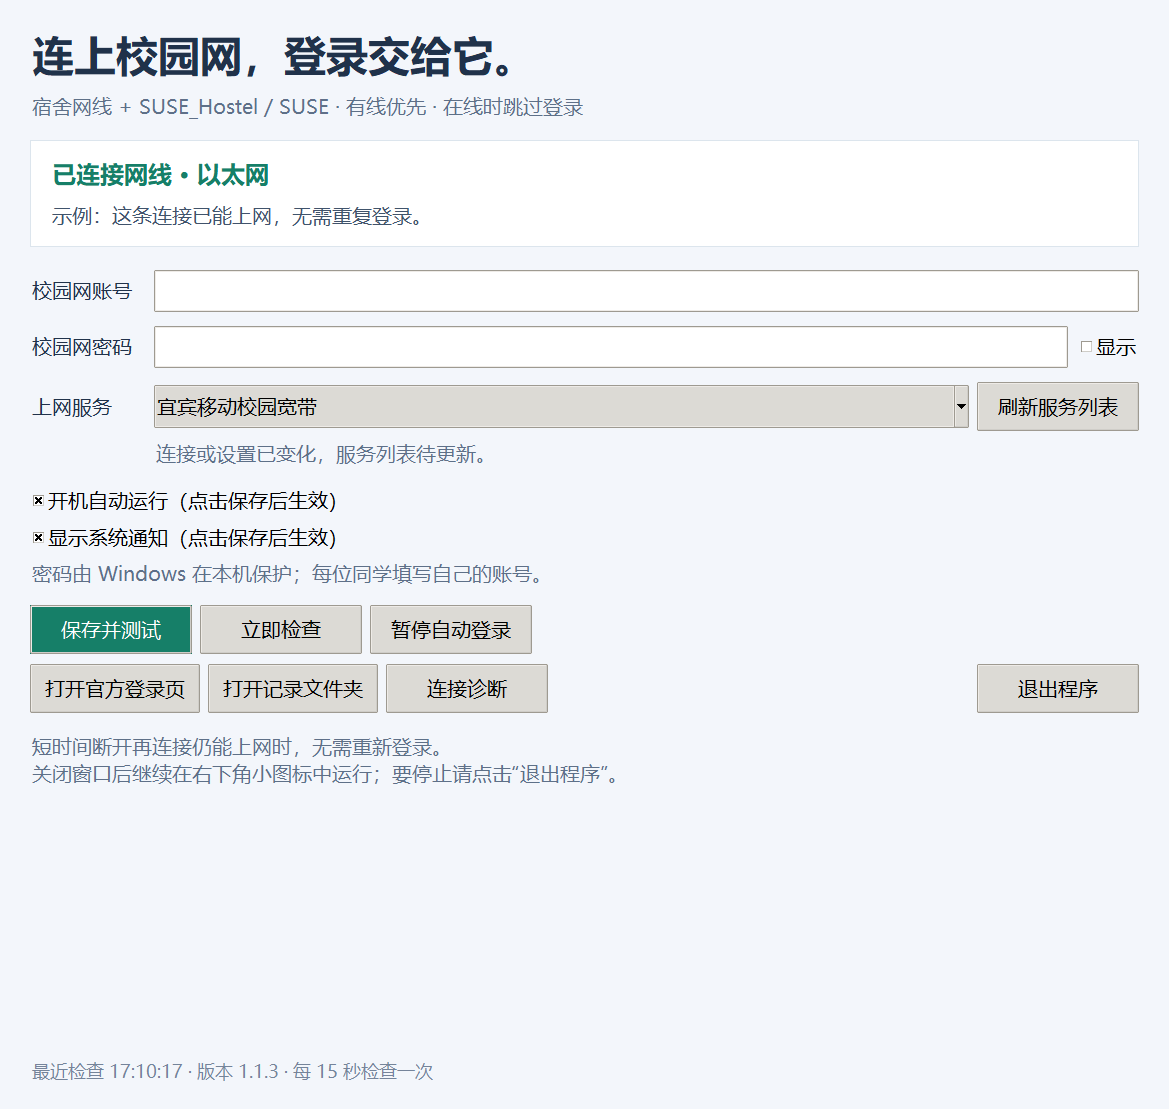 连上校园网，登录交给它。
宿舍网线 + SUSE_Hostel / SUSE · 有线优先 · 在线时跳过登录
已连接网线 · 以太网
示例：这条连接已能上网，无需重复登录。
校园网账号
校园网密码 显示
上网服务 宜宾移动校园宽带 刷新服务列表
连接或设置已变化，服务列表待更新。
开机自动运行（点击保存后生效）
显示系统通知（点击保存后生效）
密码由 Windows 在本机保护；每位同学填写自己的账号。
保存并测试 立即检查 暂停自动登录
打开官方登录页 打开记录文件夹 连接诊断 退出程序
短时间断开再连接仍能上网时，无需重新登录。
关闭窗口后继续在右下角小图标中运行；要停止请点击“退出程序”。
最近检查 17:10:17 · 版本 1.1.3 · 每 15 秒检查一次